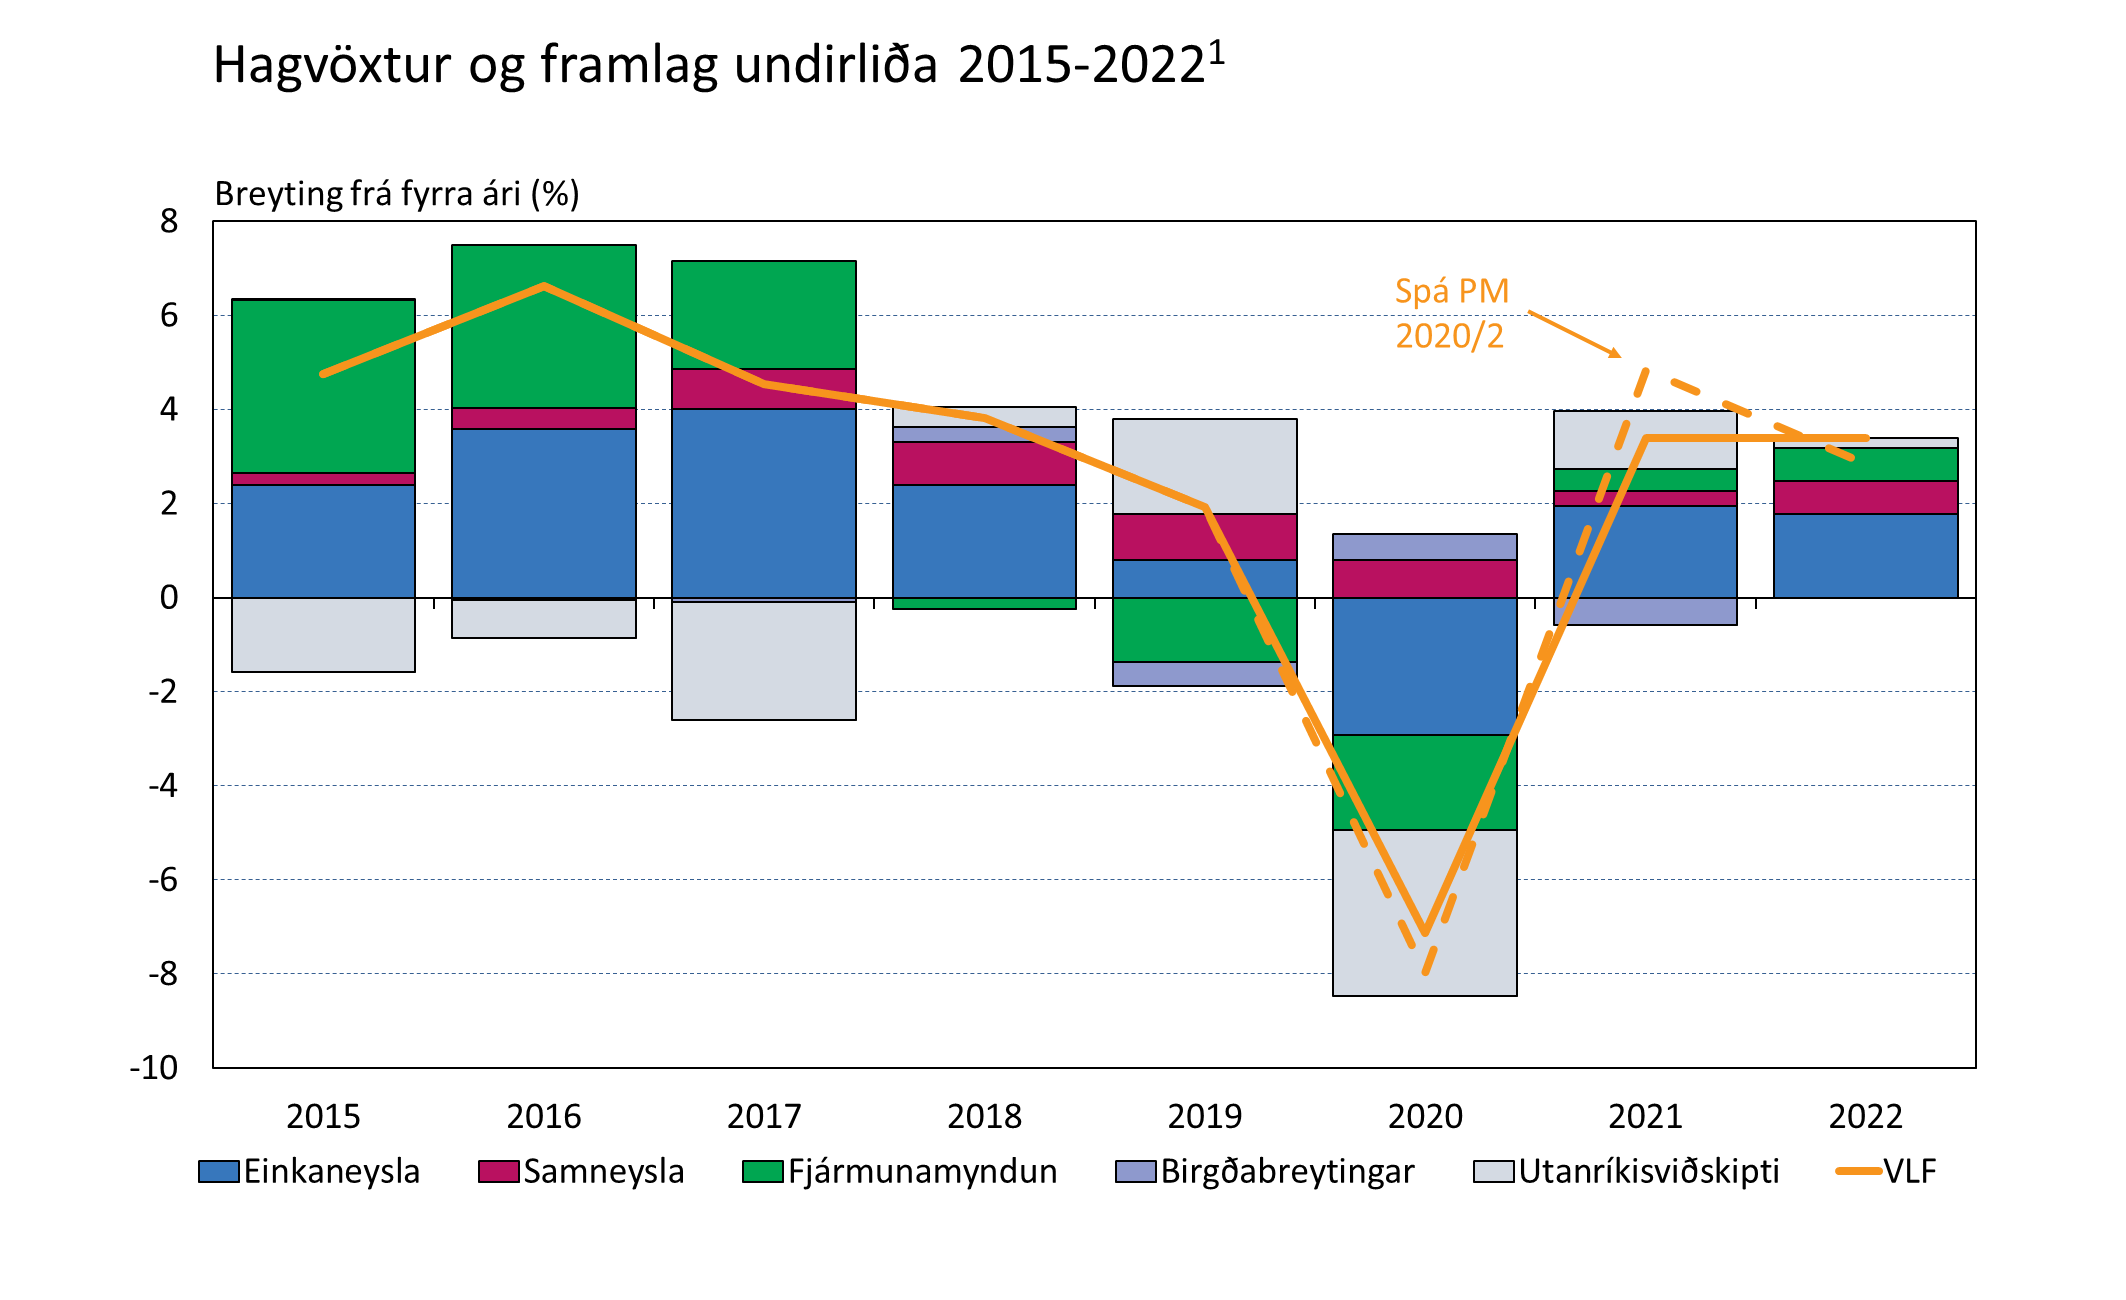 Hagvöxtur og framlag undirliða 2015-2022¹
Breyting frá fyrra ári (%)
8
6
4
2
0
-2
-4
-6
-8
-10
Spá PM
2020/2
2015 2016 2017 2018 2019 2020 2021 2022
Einkaneysla Samneysla Fjármunamyndun Birgðabreytingar Utanríkisviðskipti VLF